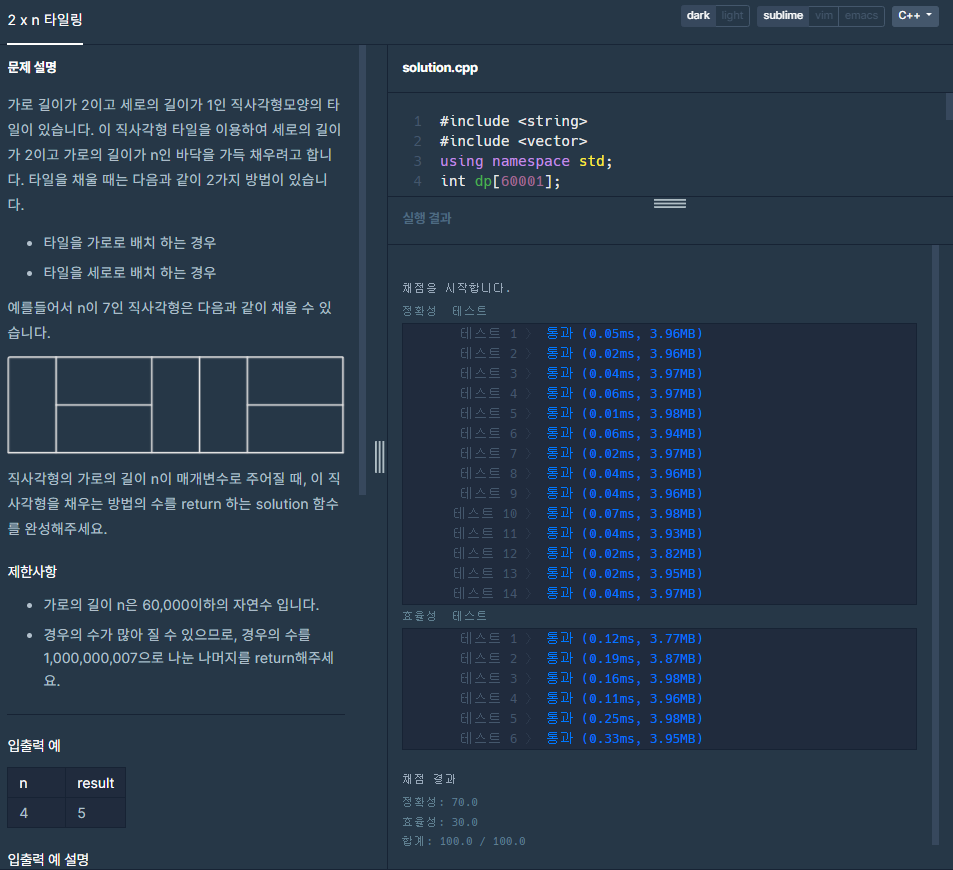 2 x n 타일링
dark light sublime vim emacs C++
문제 설명
가로 길이가 2이고 세로의 길이가 1인 직사각형모양의 타
일이 있습니다. 이 직사각형 타일을 이용하여 세로의 길이
가 2이고 가로의 길이가 n인 바닥을 가득 채우려고 합니
다. 타일을 채울 때는 다음과 같이 2가지 방법이 있습니
다.
• 타일을 가로로 배치 하는 경우
• 타일을 세로로 배치 하는 경우
예를들어서 n이 7인 직사각형은 다음과 같이 채울 수 있
습니다.
직사각형의 가로의 길이 n이 매개변수로 주어질 때, 이 직
사각형을 채우는 방법의 수를 return 하는 solution 함수
를 완성해주세요.
제한사항
• 가로의 길이 n은 60,000이하의 자연수 입니다.
• 경우의 수가 많아 질 수 있으므로, 경우의 수를
1,000,000,007으로 나눈 나머지를 return해주세
요.
입출력 예
n result
4 5
입출력 예 설명
solution.cpp
1 #include <string>
2 #include <vector>
3 using namespace std;
4 int dp[60001];
실행 결과
채점을 시작합니다.
정확성 테스트
테스트 1 〉 통과 (0.05ms, 3.96MB)
테스트 2 〉 통과 (0.02ms, 3.96MB)
테스트 3 〉 통과 (0.04ms, 3.97MB)
테스트 4 〉 통과 (0.06ms, 3.97MB)
테스트 5 〉 통과 (0.01ms, 3.98MB)
테스트 6 〉 통과 (0.06ms, 3.94MB)
테스트 7 〉 통과 (0.02ms, 3.97MB)
테스트 8 〉 통과 (0.04ms, 3.96MB)
테스트 9 〉 통과 (0.04ms, 3.96MB)
테스트 10 〉 통과 (0.07ms, 3.98MB)
테스트 11 〉 통과 (0.04ms, 3.93MB)
테스트 12 〉 통과 (0.02ms, 3.82MB)
테스트 13 〉 통과 (0.02ms, 3.95MB)
테스트 14 〉 통과 (0.04ms, 3.97MB)
효율성 테스트
테스트 1 〉 통과 (0.12ms, 3.77MB)
테스트 2 〉 통과 (0.19ms, 3.87MB)
테스트 3 〉 통과 (0.16ms, 3.98MB)
테스트 4 〉 통과 (0.11ms, 3.96MB)
테스트 5 〉 통과 (0.25ms, 3.98MB)
테스트 6 〉 통과 (0.33ms, 3.95MB)
채점 결과
정확성: 70.0
효율성: 30.0
합계: 100.0 / 100.0